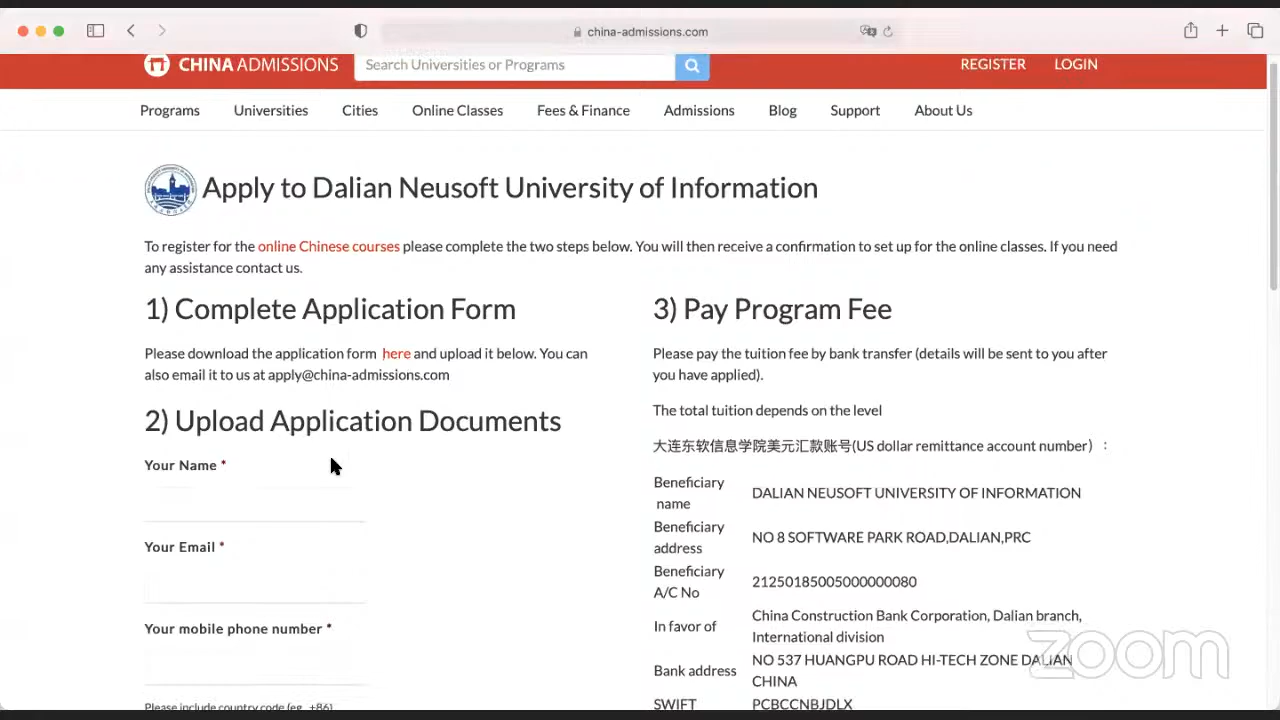 china-admissions.com
CHINA ADMISSIONS
Search Universities or Programs
REGISTER
LOGIN
Programs
Universities
Cities
Online Classes
Fees & Finance
Admissions
Blog
Support
About Us
Apply to Dalian Neusoft University of Information
To register for the online Chinese courses please complete the two steps below. You will then receive a confirmation to set up for the online classes. If you need
any assistance contact us.
1) Complete Application Form
Please download the application form here and upload it below. You can
also email it to us at apply@china-admissions.com
2) Upload Application Documents
Your Name *
Your Email *
Your mobile phone number *
Please include country code (eg. +86)
3) Pay Program Fee
Please pay the tuition fee by bank transfer (details will be sent to you after
you have applied).
The total tuition depends on the level
大连东软信息学院美元汇款账号(US dollar remittance account number）：
Beneficiary
name
DALIAN NEUSOFT UNIVERSITY OF INFORMATION
Beneficiary
address
NO 8 SOFTWARE PARK ROAD,DALIAN,PRC
Beneficiary
A/C No
21250185005000000080
In favor of
China Construction Bank Corporation, Dalian branch,
International division
Bank address
NO 537 HUANGPU ROAD HI-TECH ZONE DALIAN
CHINA
SWIFT
PCBCCNBJDLX
zoom